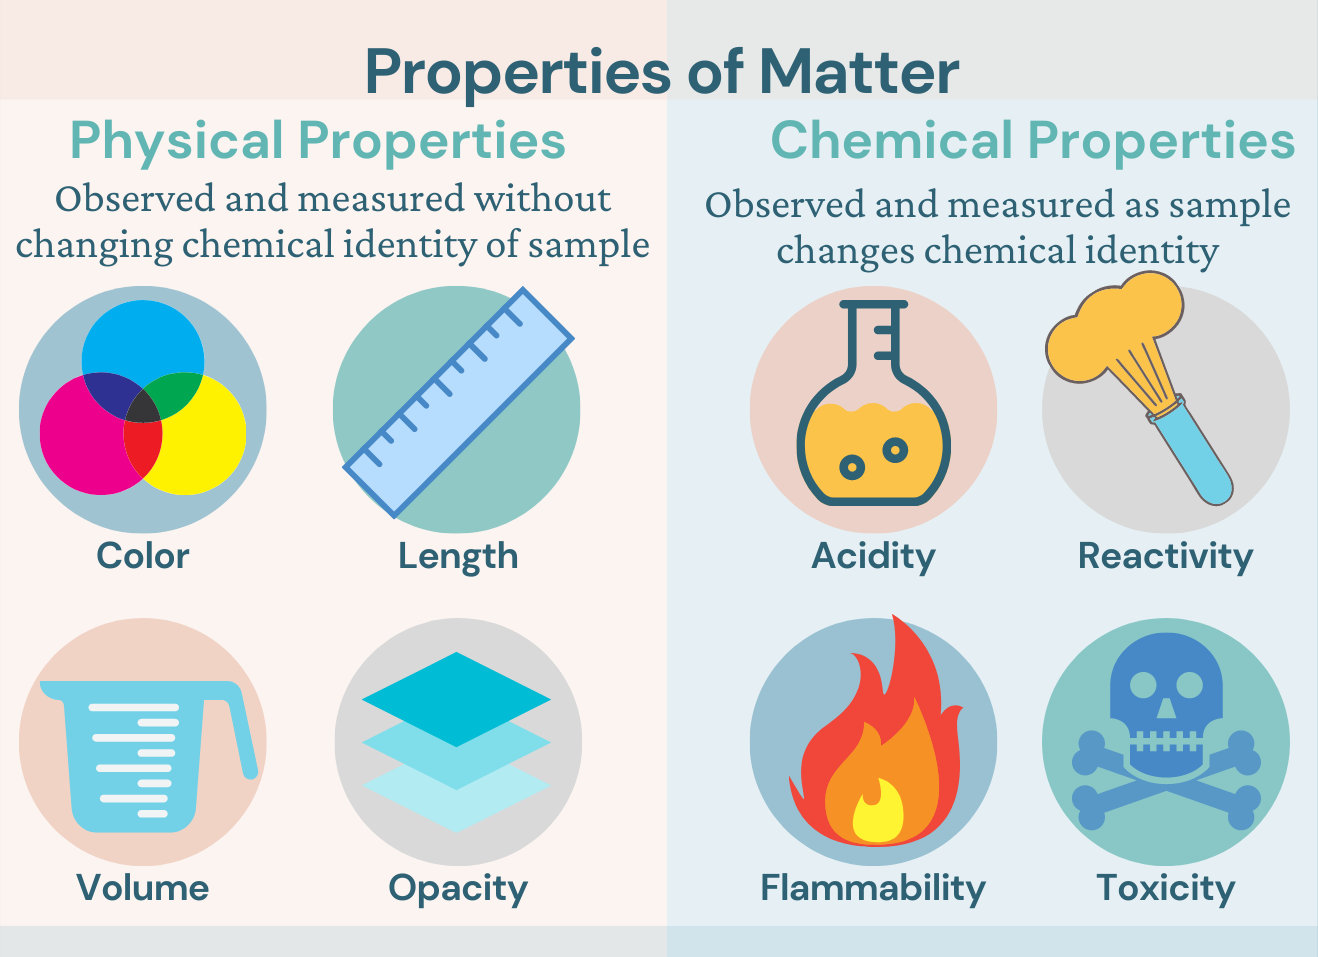 Properties of Matter
Physical Properties
Observed and measured without
changing chemical identity of sample
Color
Length
Volume
Opacity
Chemical Properties
Observed and measured as sample
changes chemical identity
Acidity
Reactivity
Flammability
Toxicity